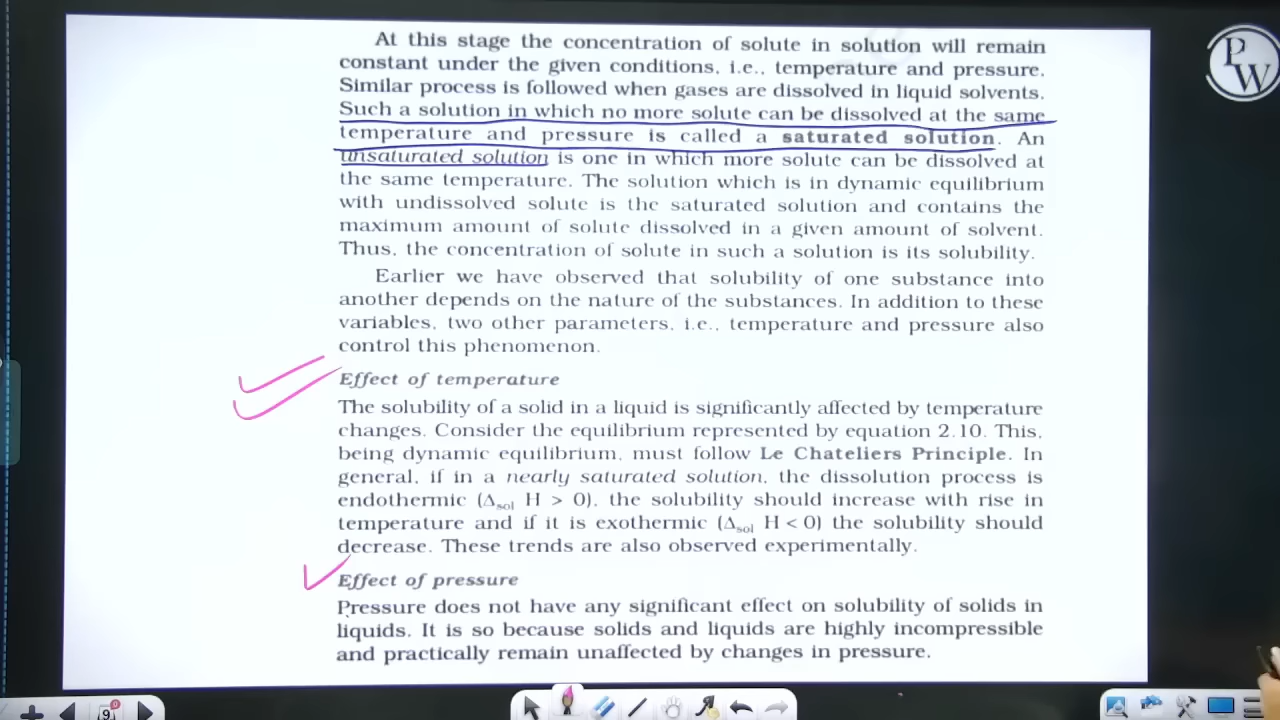 At this stage the concentration of solute in solution will remain
constant under the given conditions, i.e., temperature and pressure.
Similar process is followed when gases are dissolved in liquid solvents.
Such a solution in which no more solute can be dissolved at the same
temperature and pressure is called a saturated solution. An
unsaturated solution is one in which more solute can be dissolved at
the same temperature. The solution which is in dynamic equilibrium
with undissolved solute is the saturated solution and contains the
maximum amount of solute dissolved in a given amount of solvent.
Thus, the concentration of solute in such a solution is its solubility.
Earlier we have observed that solubility of one substance into
another depends on the nature of the substances. In addition to these
variables, two other parameters, i.e., temperature and pressure also
control this phenomenon.
Effect of temperature
The solubility of a solid in a liquid is significantly affected by temperature
changes. Consider the equilibrium represented by equation 2.10. This,
being dynamic equilibrium, must follow Le Chateliers Principle. In
general, if in a nearly saturated solution, the dissolution process is
endothermic (Δsol H > 0), the solubility should increase with rise in
temperature and if it is exothermic (Δsol H < 0) the solubility should
decrease. These trends are also observed experimentally.
Effect of pressure
Pressure does not have any significant effect on solubility of solids in
liquids. It is so because solids and liquids are highly incompressible
and practically remain unaffected by changes in pressure.
PW
9
0